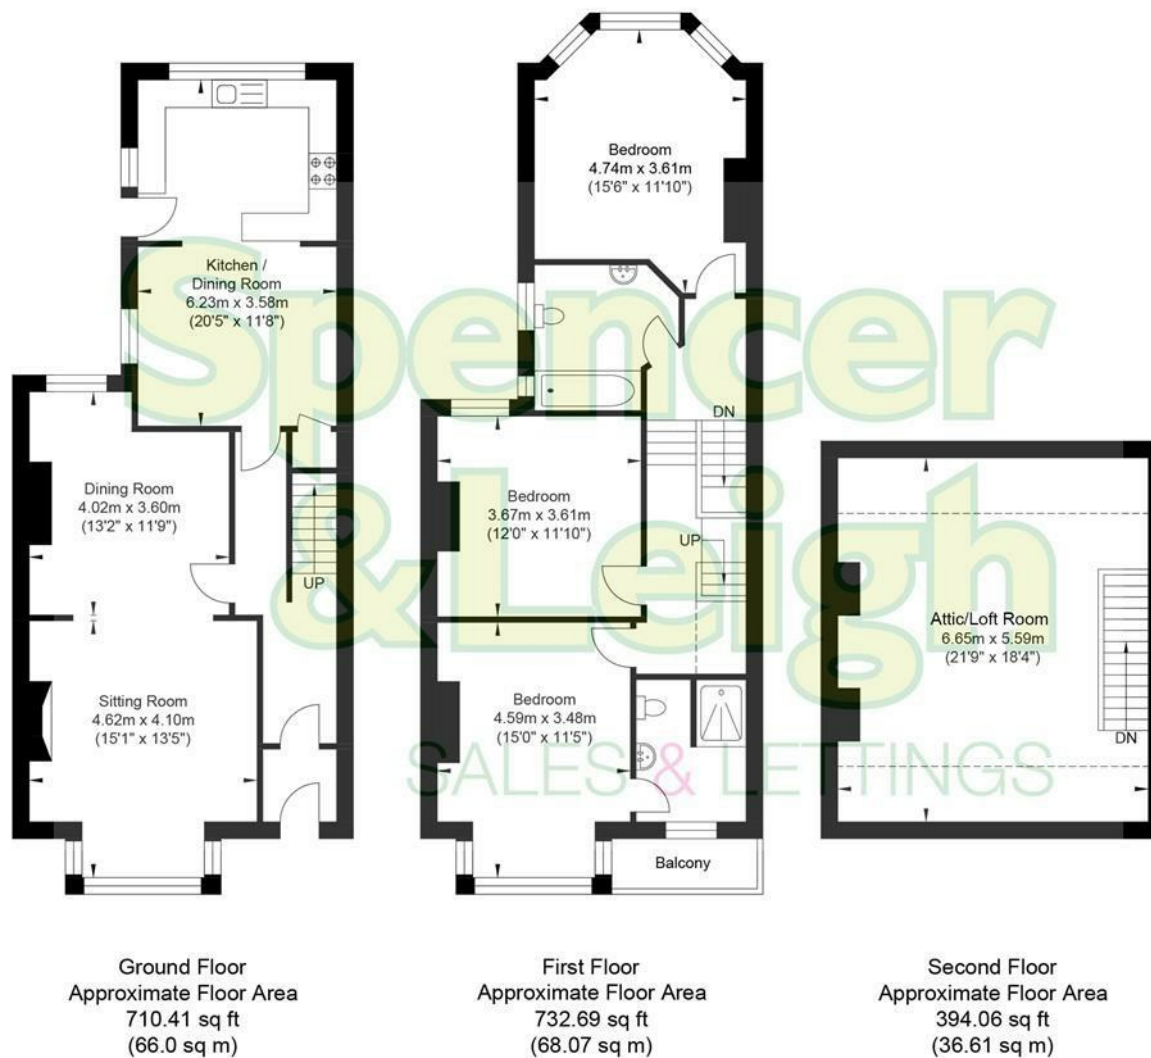 Kitchen /
Dining Room
6.23m x 3.58m
(20'5" x 11'8")
Dining Room
4.02m x 3.60m
(13'2" x 11'9")
UP
Sitting Room
4.62m x 4.10m
(15'1" x 13'5")
Ground Floor
Approximate Floor Area
710.41 sq ft
(66.0 sq m)
Bedroom
4.74m x 3.61m
(15'6" x 11'10")
DN
Bedroom
3.67m x 3.61m
(12'0" x 11'10")
UP
Bedroom
4.59m x 3.48m
(15'0" x 11'5")
Balcony
First Floor
Approximate Floor Area
732.69 sq ft
(68.07 sq m)
Attic/Loft Room
6.65m x 5.59m
(21'9" x 18'4")
DN
Second Floor
Approximate Floor Area
394.06 sq ft
(36.61 sq m)
Spencer
& Leigh
SALES & LETTINGS